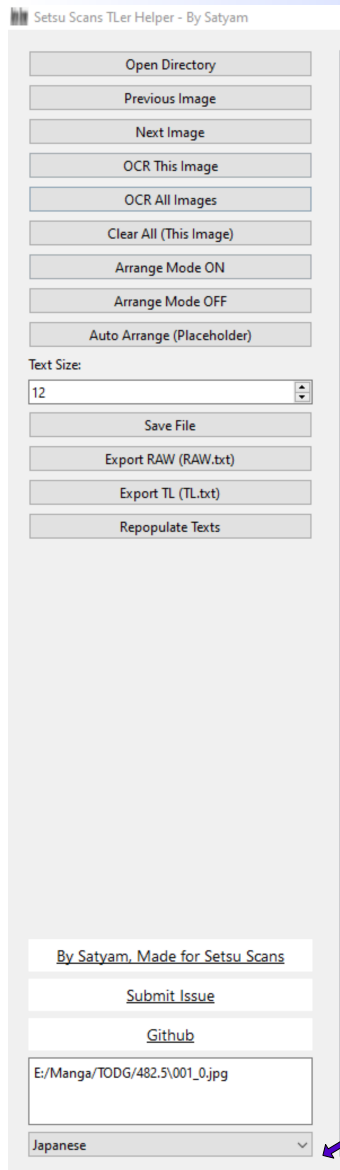 Setsu Scans TLer Helper - By Satyam
Open Directory
Previous Image
Next Image
OCR This Image
OCR All Images
Clear All (This Image)
Arrange Mode ON
Arrange Mode OFF
Auto Arrange (Placeholder)
Text Size:
12
Save File
Export RAW (RAW.txt)
Export TL (TL.txt)
Repopulate Texts
By Satyam, Made for Setsu Scans
Submit Issue
Github
E:/Manga/TODG/482.5\001_0.jpg
Japanese